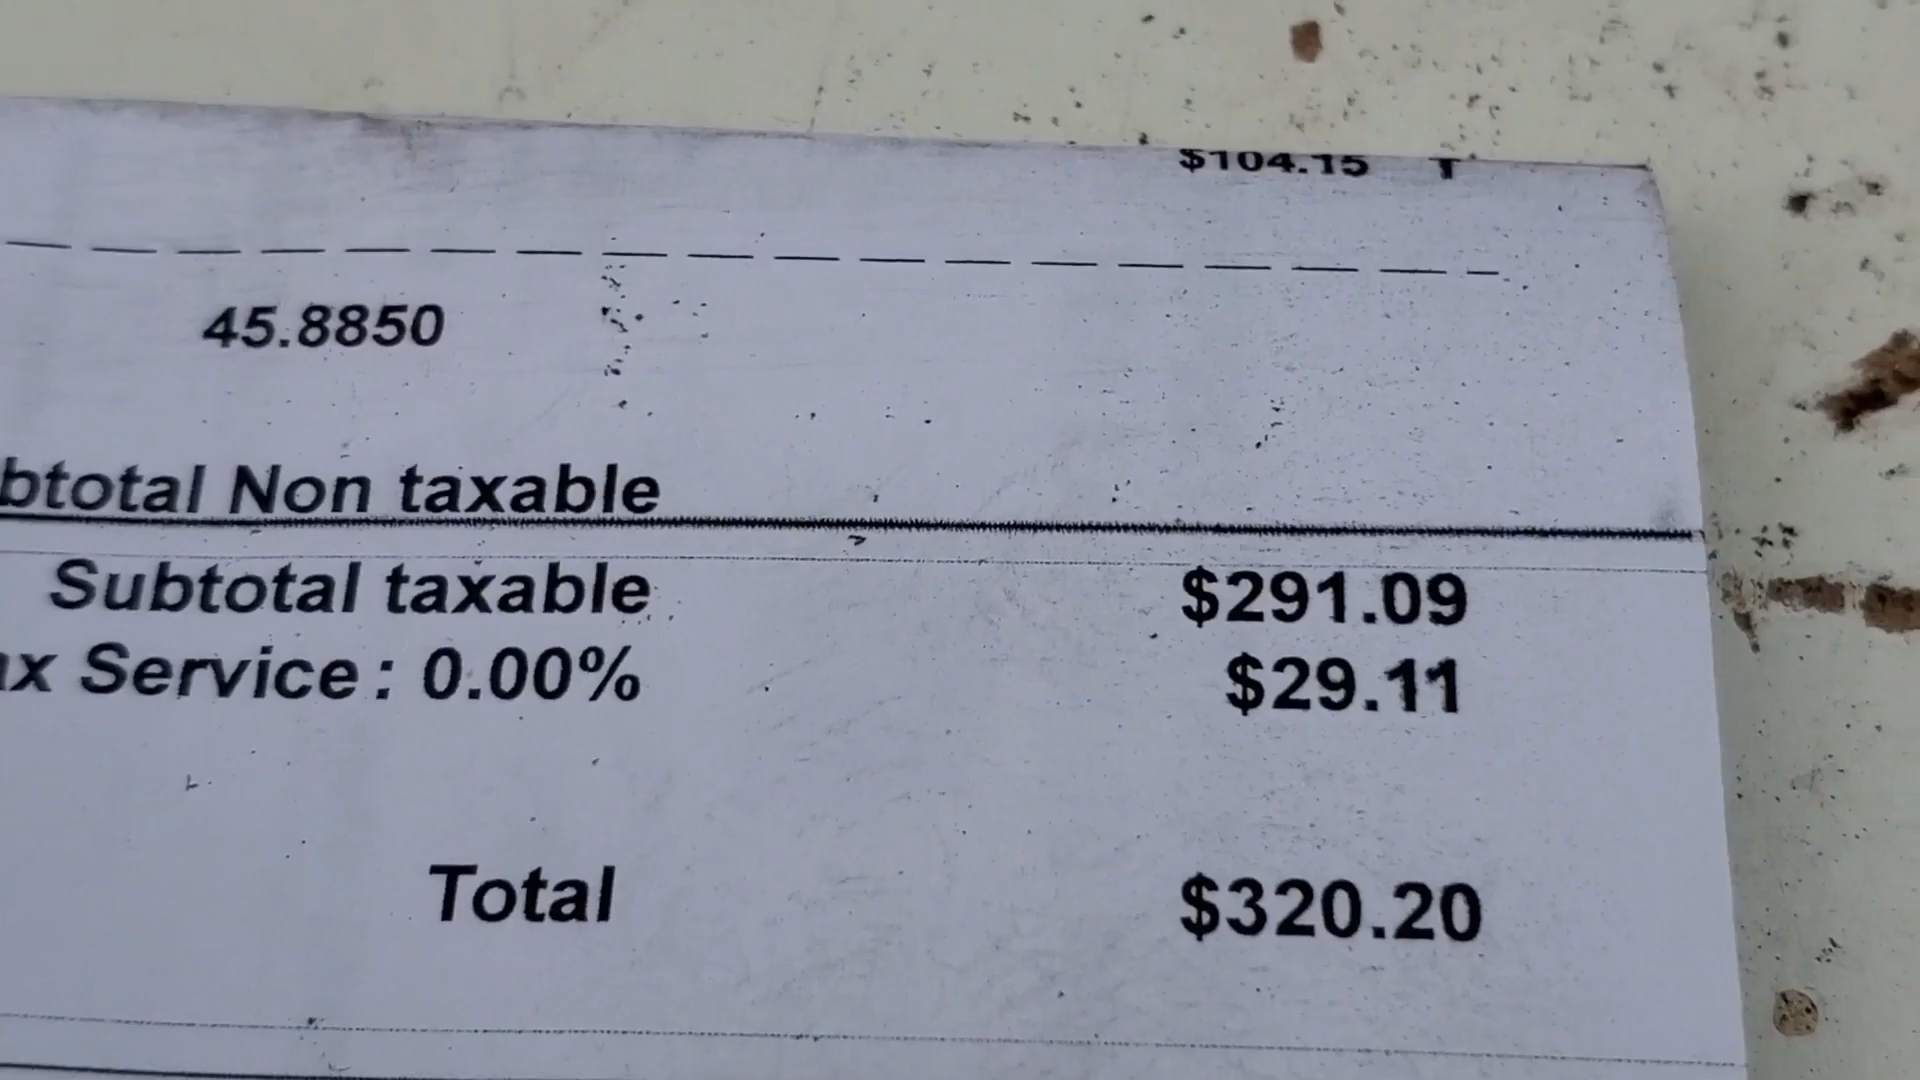 $104.15 T
45.8850
btotal Non taxable
Subtotal taxable $291.09
ax Service : 0.00% $29.11
Total $320.20